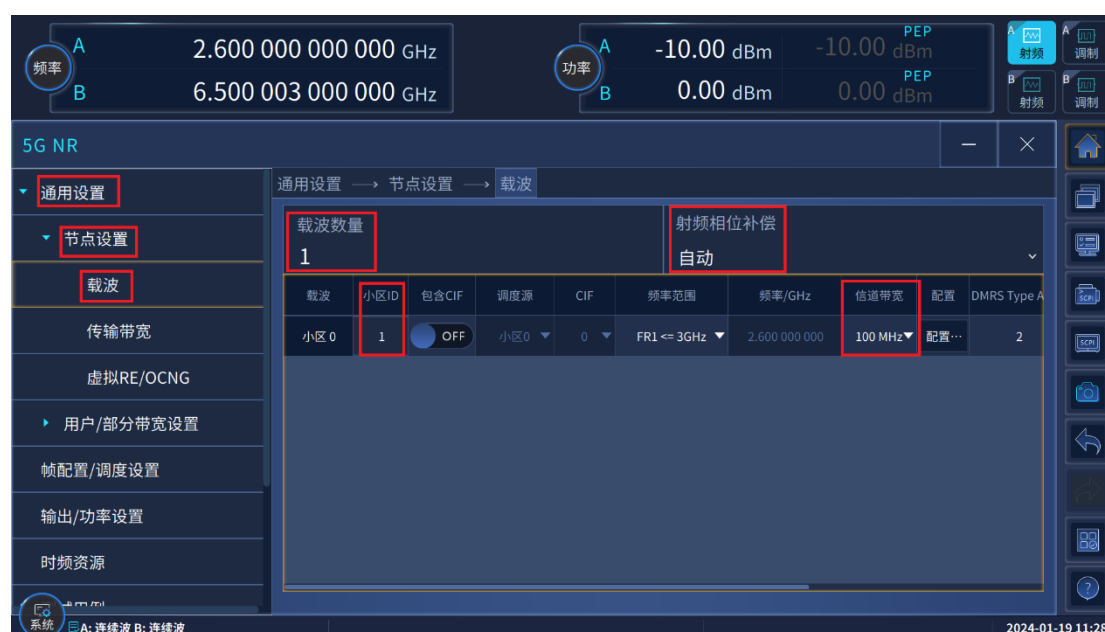 频率
A 2.600 000 000 000 GHz
B 6.500 003 000 000 GHz
功率
A -10.00 dBm -10.00 dBm PEP
B 0.00 dBm 0.00 dBm PEP
A 射频
A 调制
B 射频
B 调制
5G NR
通用设置
节点设置
载波
传输带宽
虚拟RE/OCNG
用户/部分带宽设置
帧配置/调度设置
输出/功率设置
时频资源
通用设置 → 节点设置 → 载波
载波数量
1
射频相位补偿
自动
载波 小区ID 包含CIF 调度源 CIF 频率范围 频率/GHz 信道带宽 配置 DMRS Type A
小区 0 1 OFF 小区0 0 FR1 <= 3GHz 2.600 000 000 100 MHz 配置… 2
SCPI
SCPI
系统
A: 连续波 B: 连续波
2024-01-19 11:28